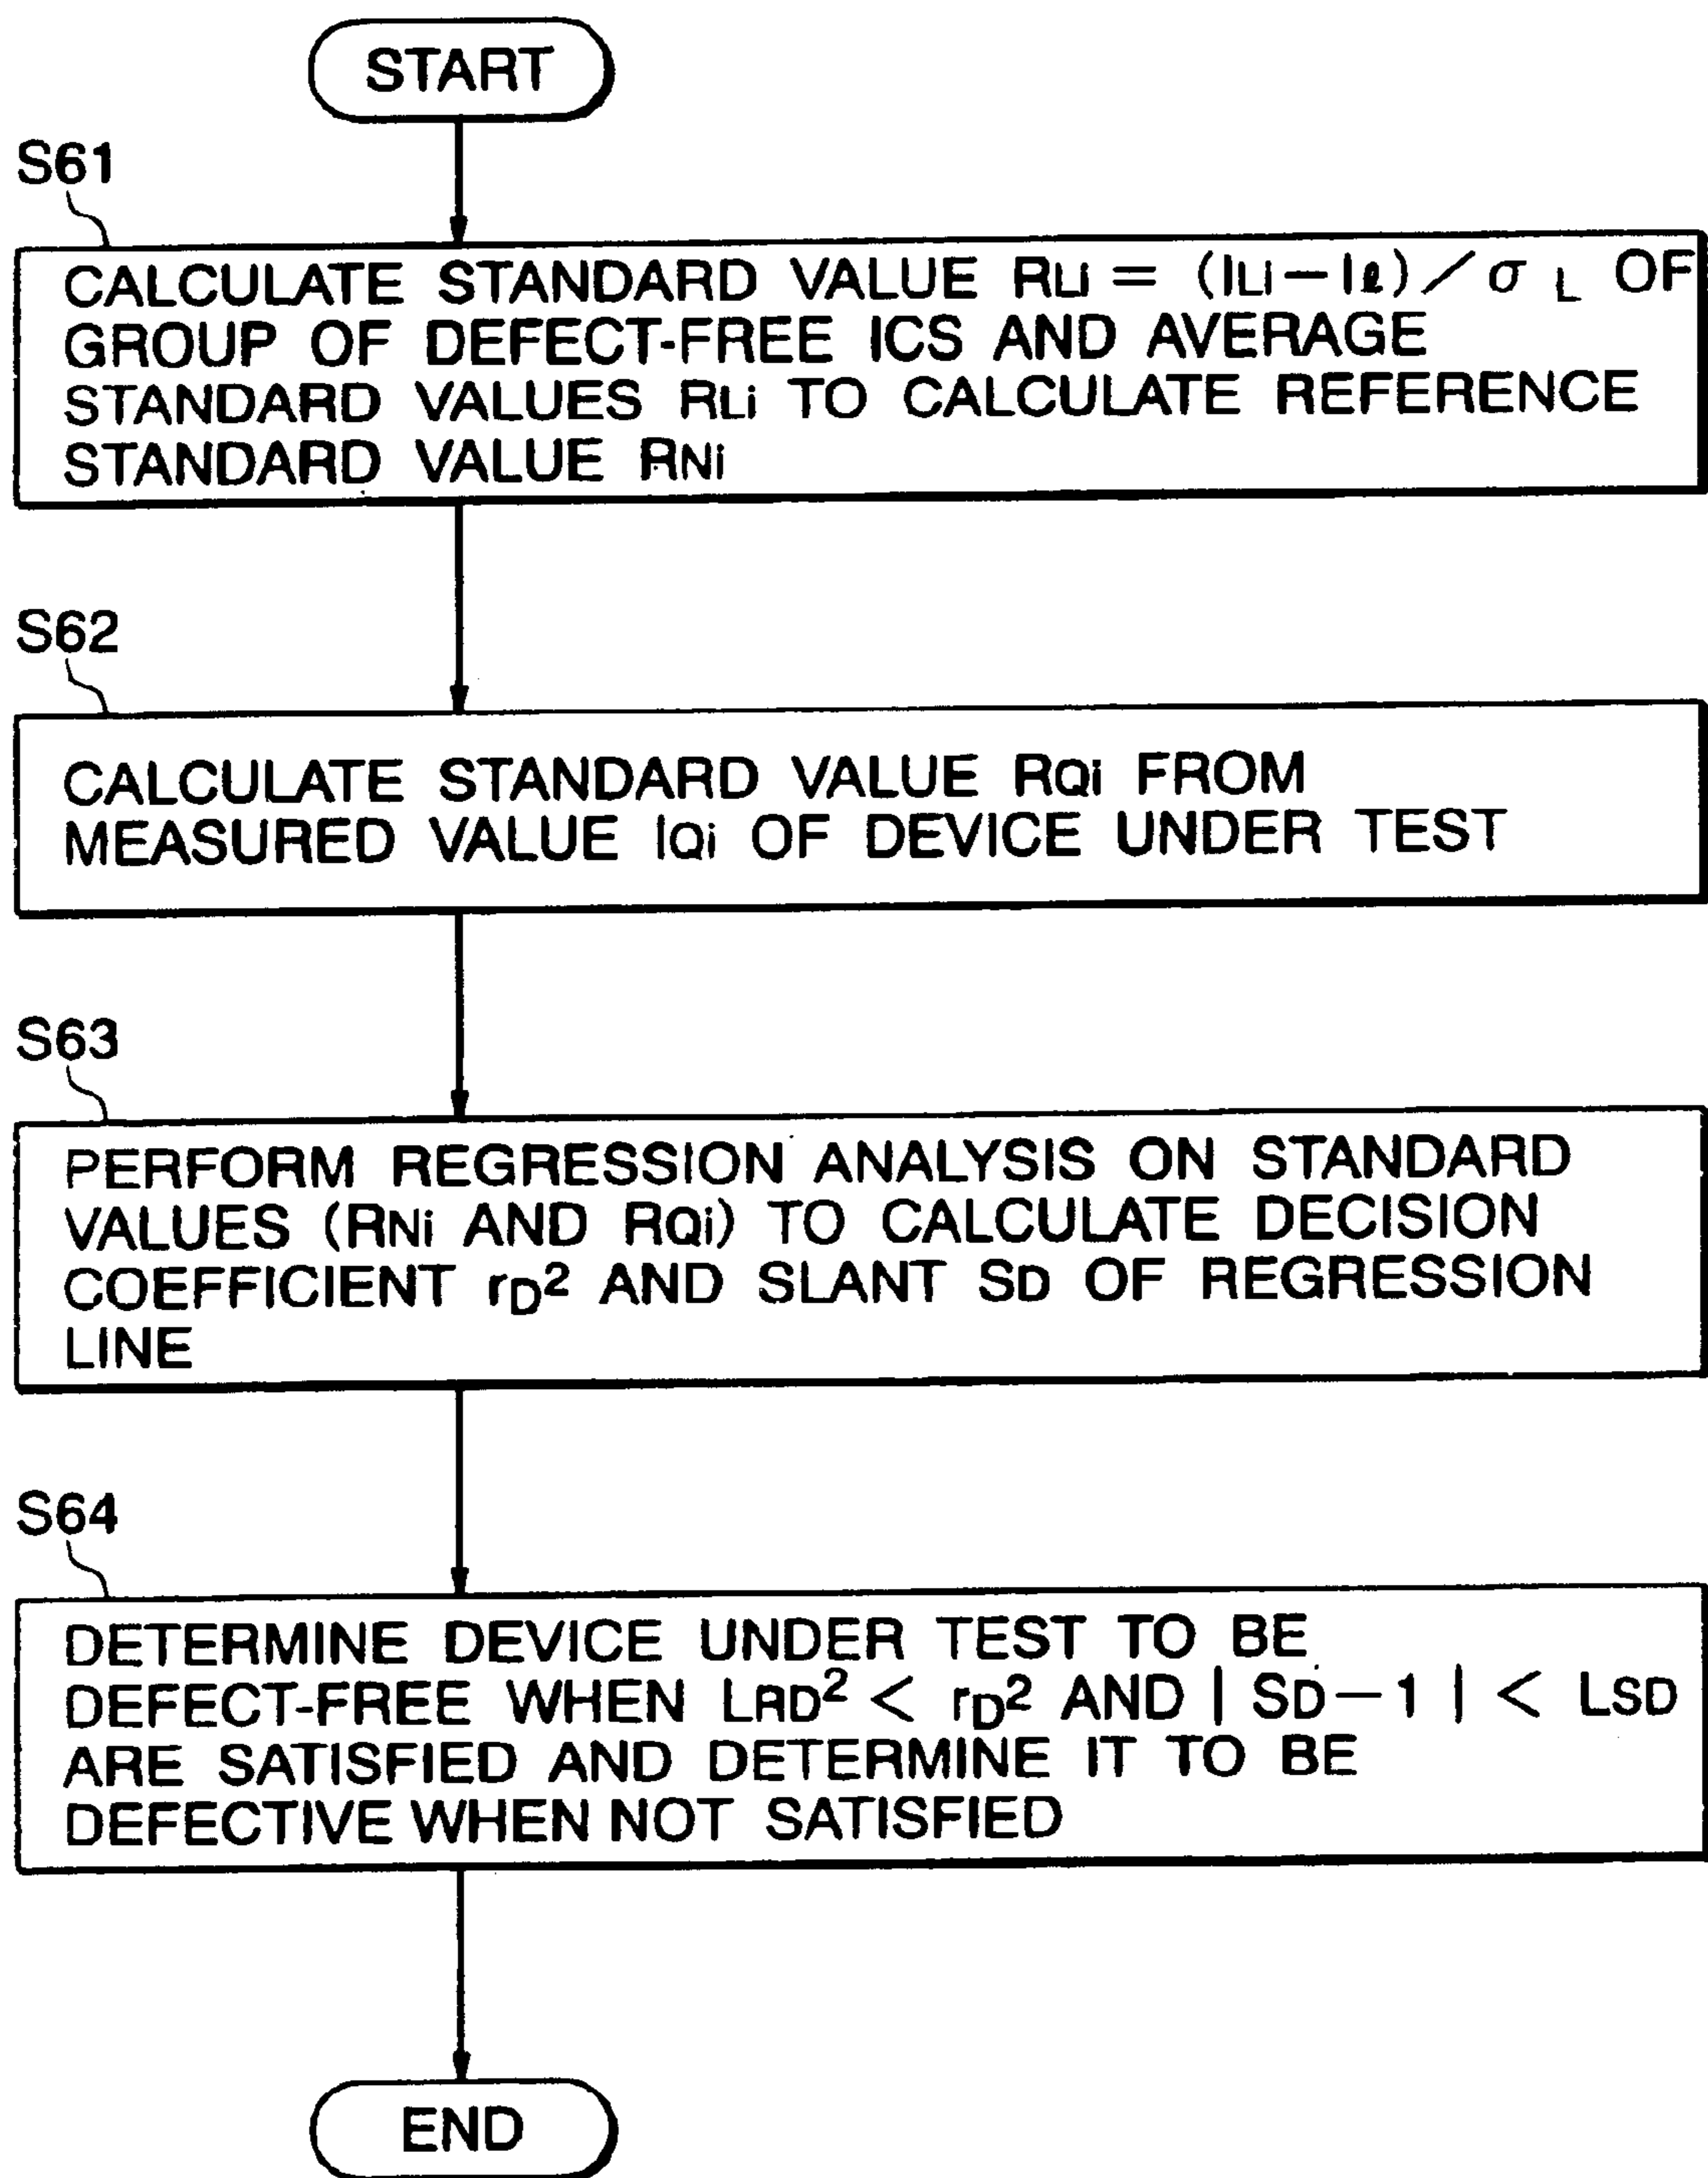 START
S61
CALCULATE STANDARD VALUE RLi = (ILi－Iℓ)／σ L OF
GROUP OF DEFECT-FREE ICS AND AVERAGE
STANDARD VALUES RLi TO CALCULATE REFERENCE
STANDARD VALUE RNi
S62
CALCULATE STANDARD VALUE RQi FROM
MEASURED VALUE IQi OF DEVICE UNDER TEST
S63
PERFORM REGRESSION ANALYSIS ON STANDARD
VALUES (RNi AND RQi) TO CALCULATE DECISION
COEFFICIENT rD² AND SLANT SD OF REGRESSION
LINE
S64
DETERMINE DEVICE UNDER TEST TO BE
DEFECT-FREE WHEN LRD² < rD² AND | SD－1 | < LSD
ARE SATISFIED AND DETERMINE IT TO BE
DEFECTIVE WHEN NOT SATISFIED
END